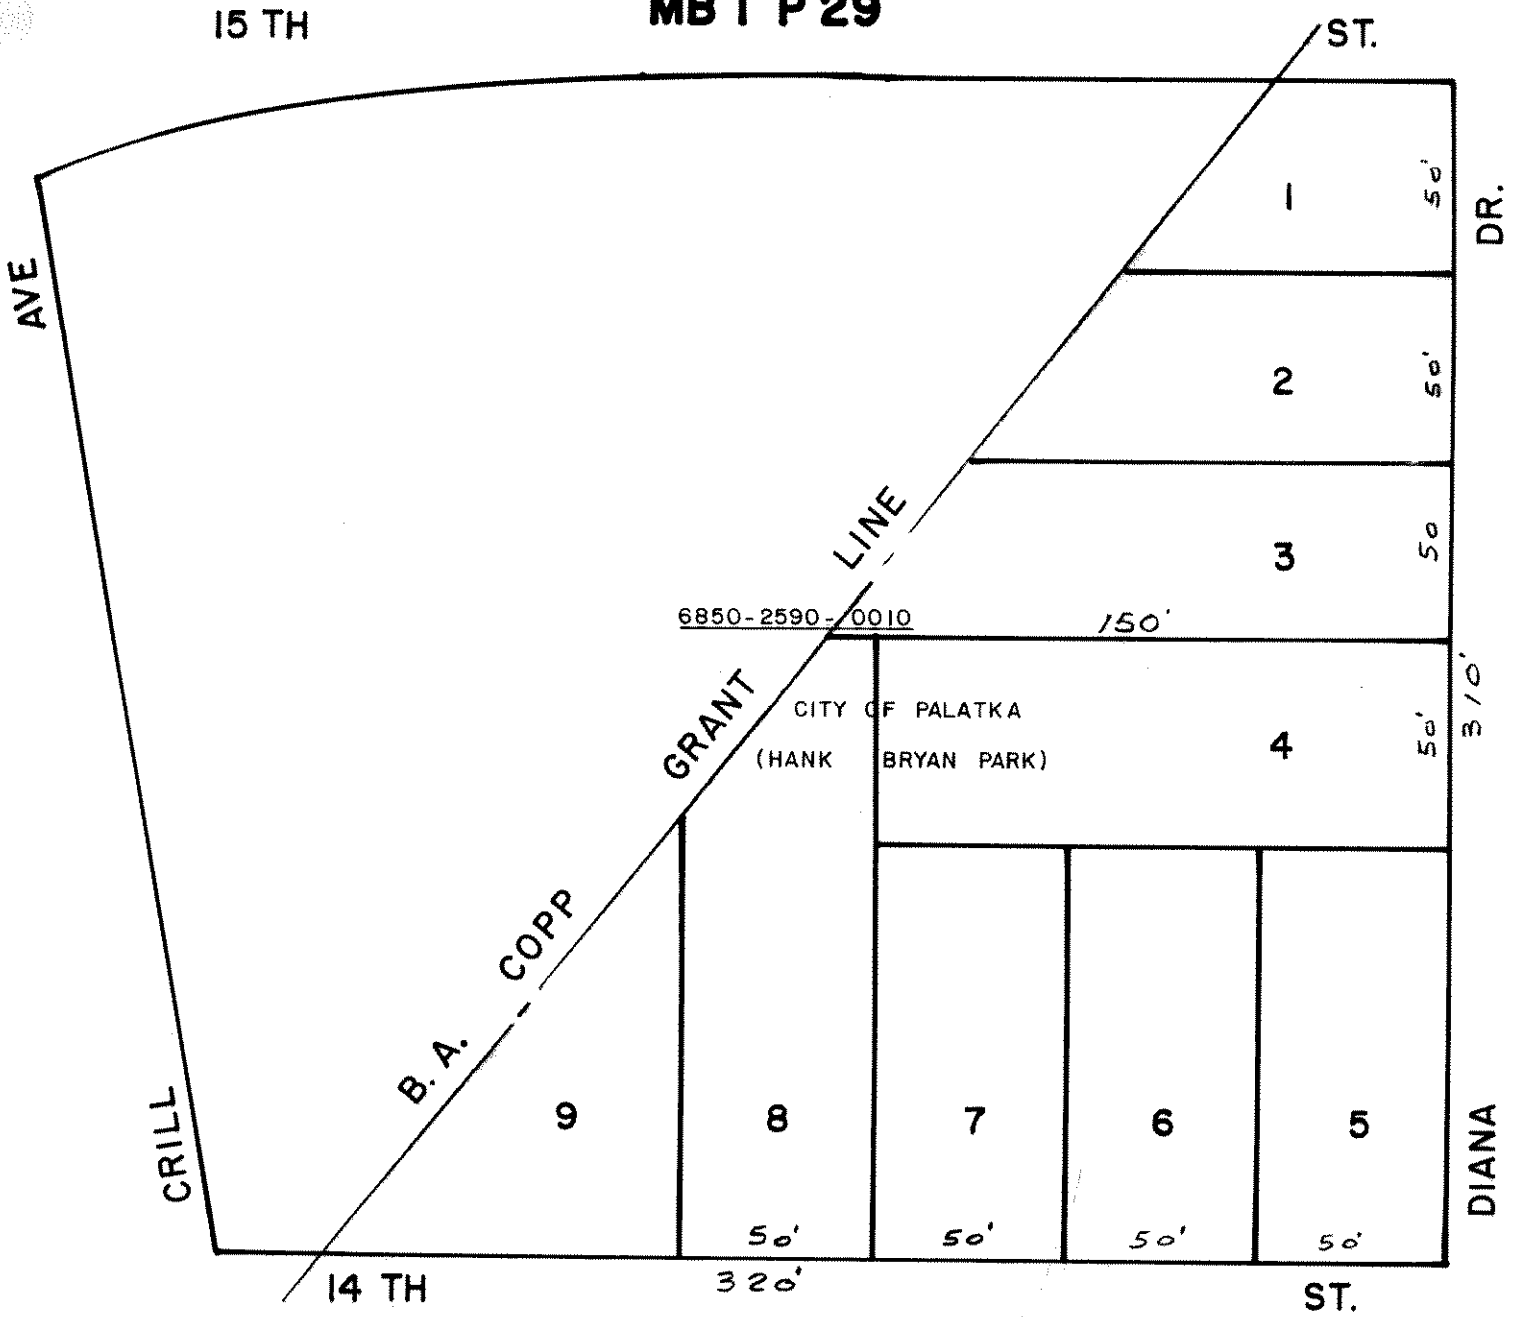 MB 1 P 29
15 TH
ST.
AVE
DR.
1
50'
2
50'
3
50
LINE
6850-2590-0010
150'
GRANT
CITY OF PALATKA
(HANK BRYAN PARK)
4
50'
310'
COPP
B. A.
9
8
7
6
5
CRILL
DIANA
50'
50'
50'
50'
14 TH
320'
ST.